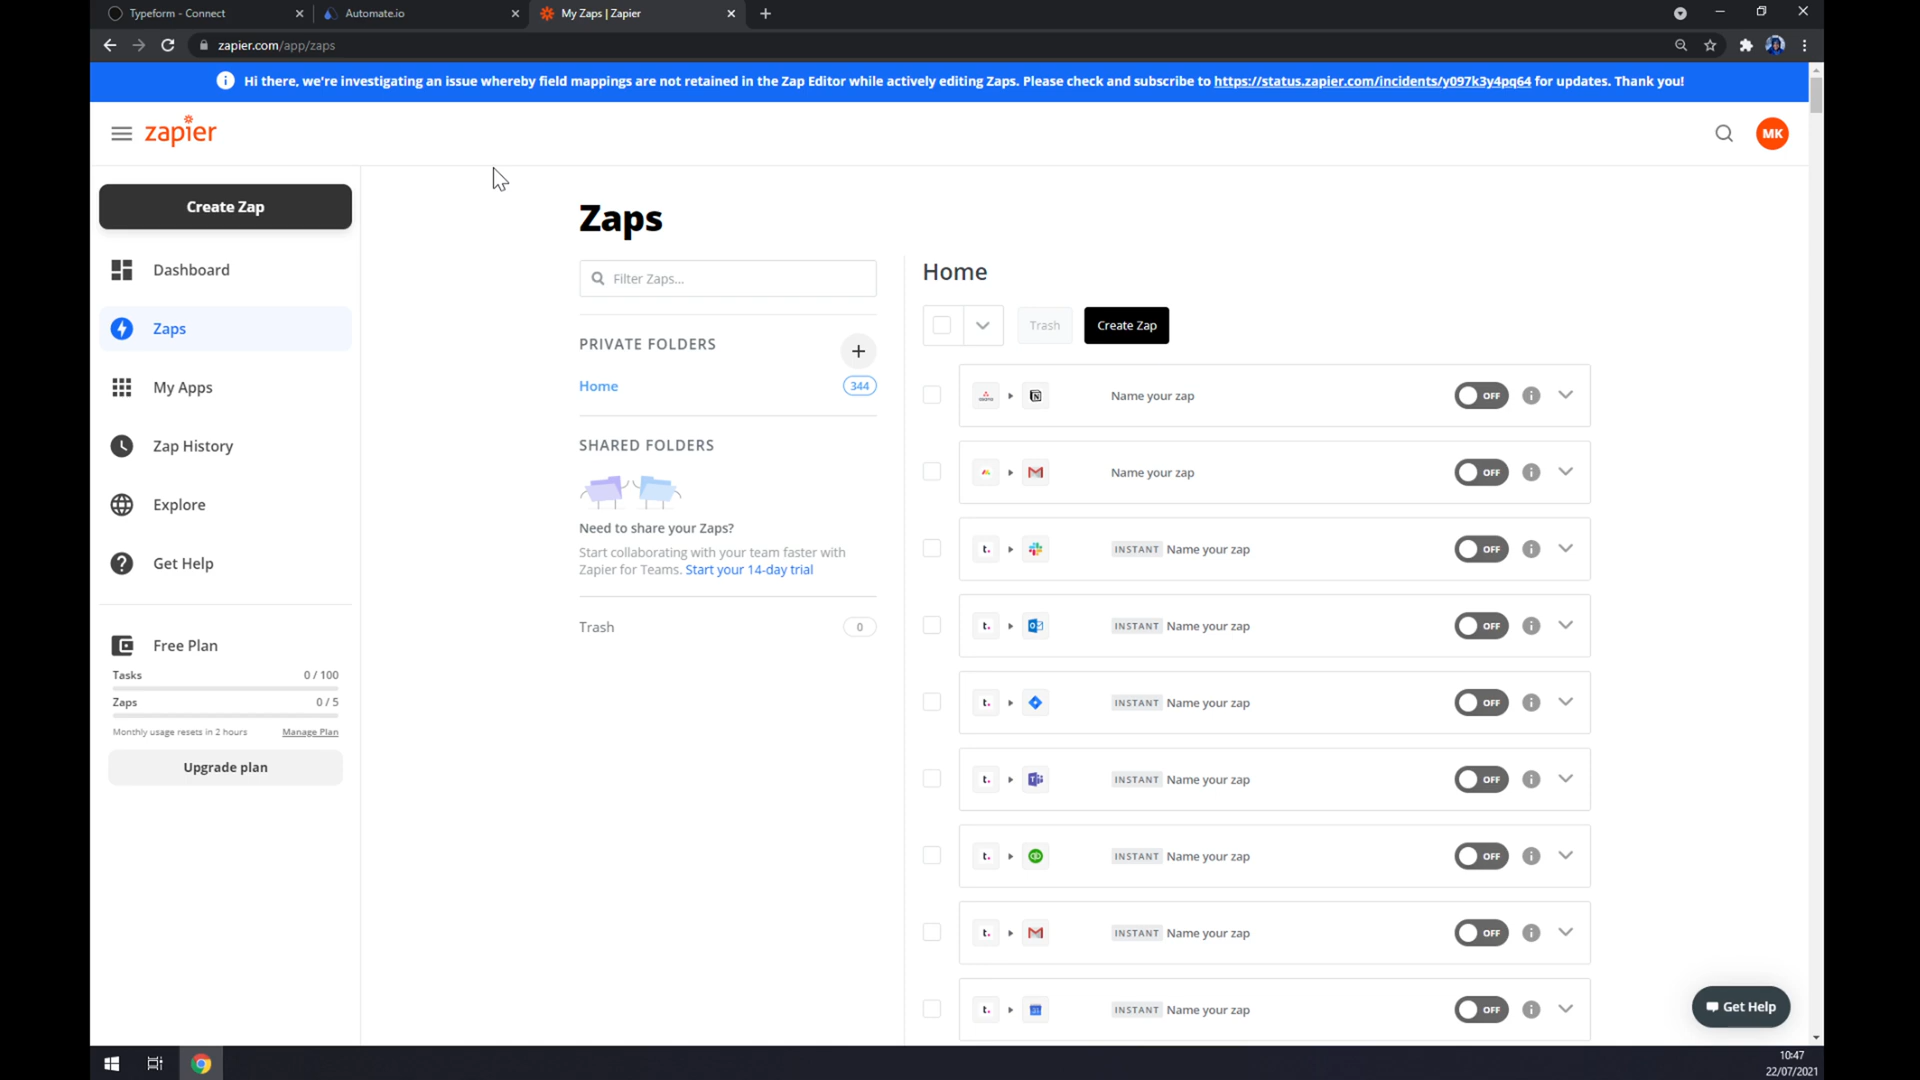 Typeform - Connect
Automate.io
My Zaps | Zapier
zapier.com/app/zaps
Hi there, we're investigating an issue whereby field mappings are not retained in the Zap Editor while actively editing Zaps. Please check and subscribe to https://status.zapier.com/incidents/y097k3y4pq64 for updates. Thank you!
zapier
MK
Create Zap
Dashboard
Zaps
My Apps
Zap History
Explore
Get Help
Free Plan
Tasks 0 / 100
Zaps 0 / 5
Monthly usage resets in 2 hours Manage Plan
Upgrade plan
Zaps
Filter Zaps...
PRIVATE FOLDERS
Home 344
SHARED FOLDERS
Need to share your Zaps?
Start collaborating with your team faster with
Zapier for Teams. Start your 14-day trial
Trash 0
Home
Trash
Create Zap
Name your zap OFF
Name your zap OFF
t. INSTANT Name your zap OFF
t. INSTANT Name your zap OFF
t. INSTANT Name your zap OFF
t. INSTANT Name your zap OFF
t. INSTANT Name your zap OFF
t. INSTANT Name your zap OFF
t. INSTANT Name your zap OFF
Get Help
10:47
22/07/2021